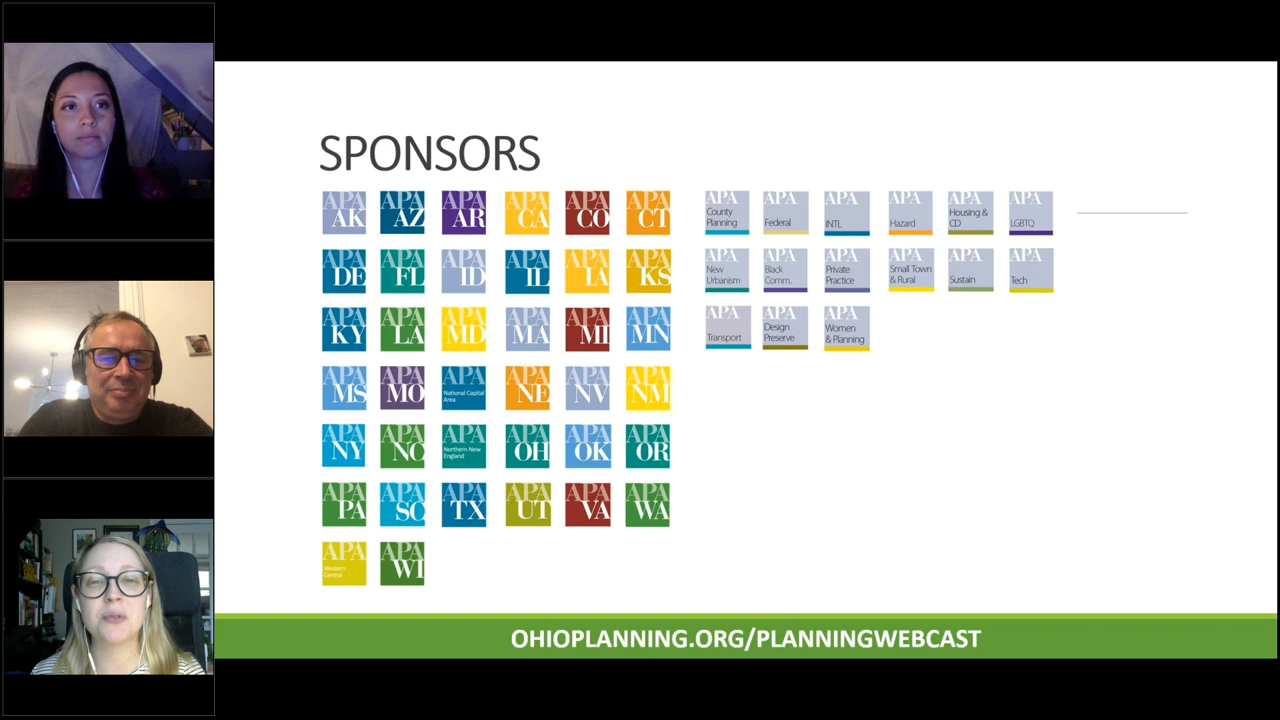 SPONSORS
APA AK
APA AZ
APA AR
APA CA
APA CO
APA CT
APA DE
APA FL
APA ID
APA IL
APA IA
APA KS
APA KY
APA LA
APA MD
APA MA
APA MI
APA MN
APA MS
APA MO
APA National Capital Area
APA NE
APA NV
APA NM
APA NY
APA NC
APA Northern New England
APA OH
APA OK
APA OR
APA PA
APA SC
APA TX
APA UT
APA VA
APA WA
APA Western Central
APA WI
APA County Planning
APA Federal
APA INTL
APA Hazard
APA Housing & CD
APA LGBTQ
APA New Urbanism
APA Black Comm.
APA Private Practice
APA Small Town & Rural
APA Sustain
APA Tech
APA Transport
APA Design Preserve
APA Women & Planning
OHIOPLANNING.ORG/PLANNINGWEBCAST